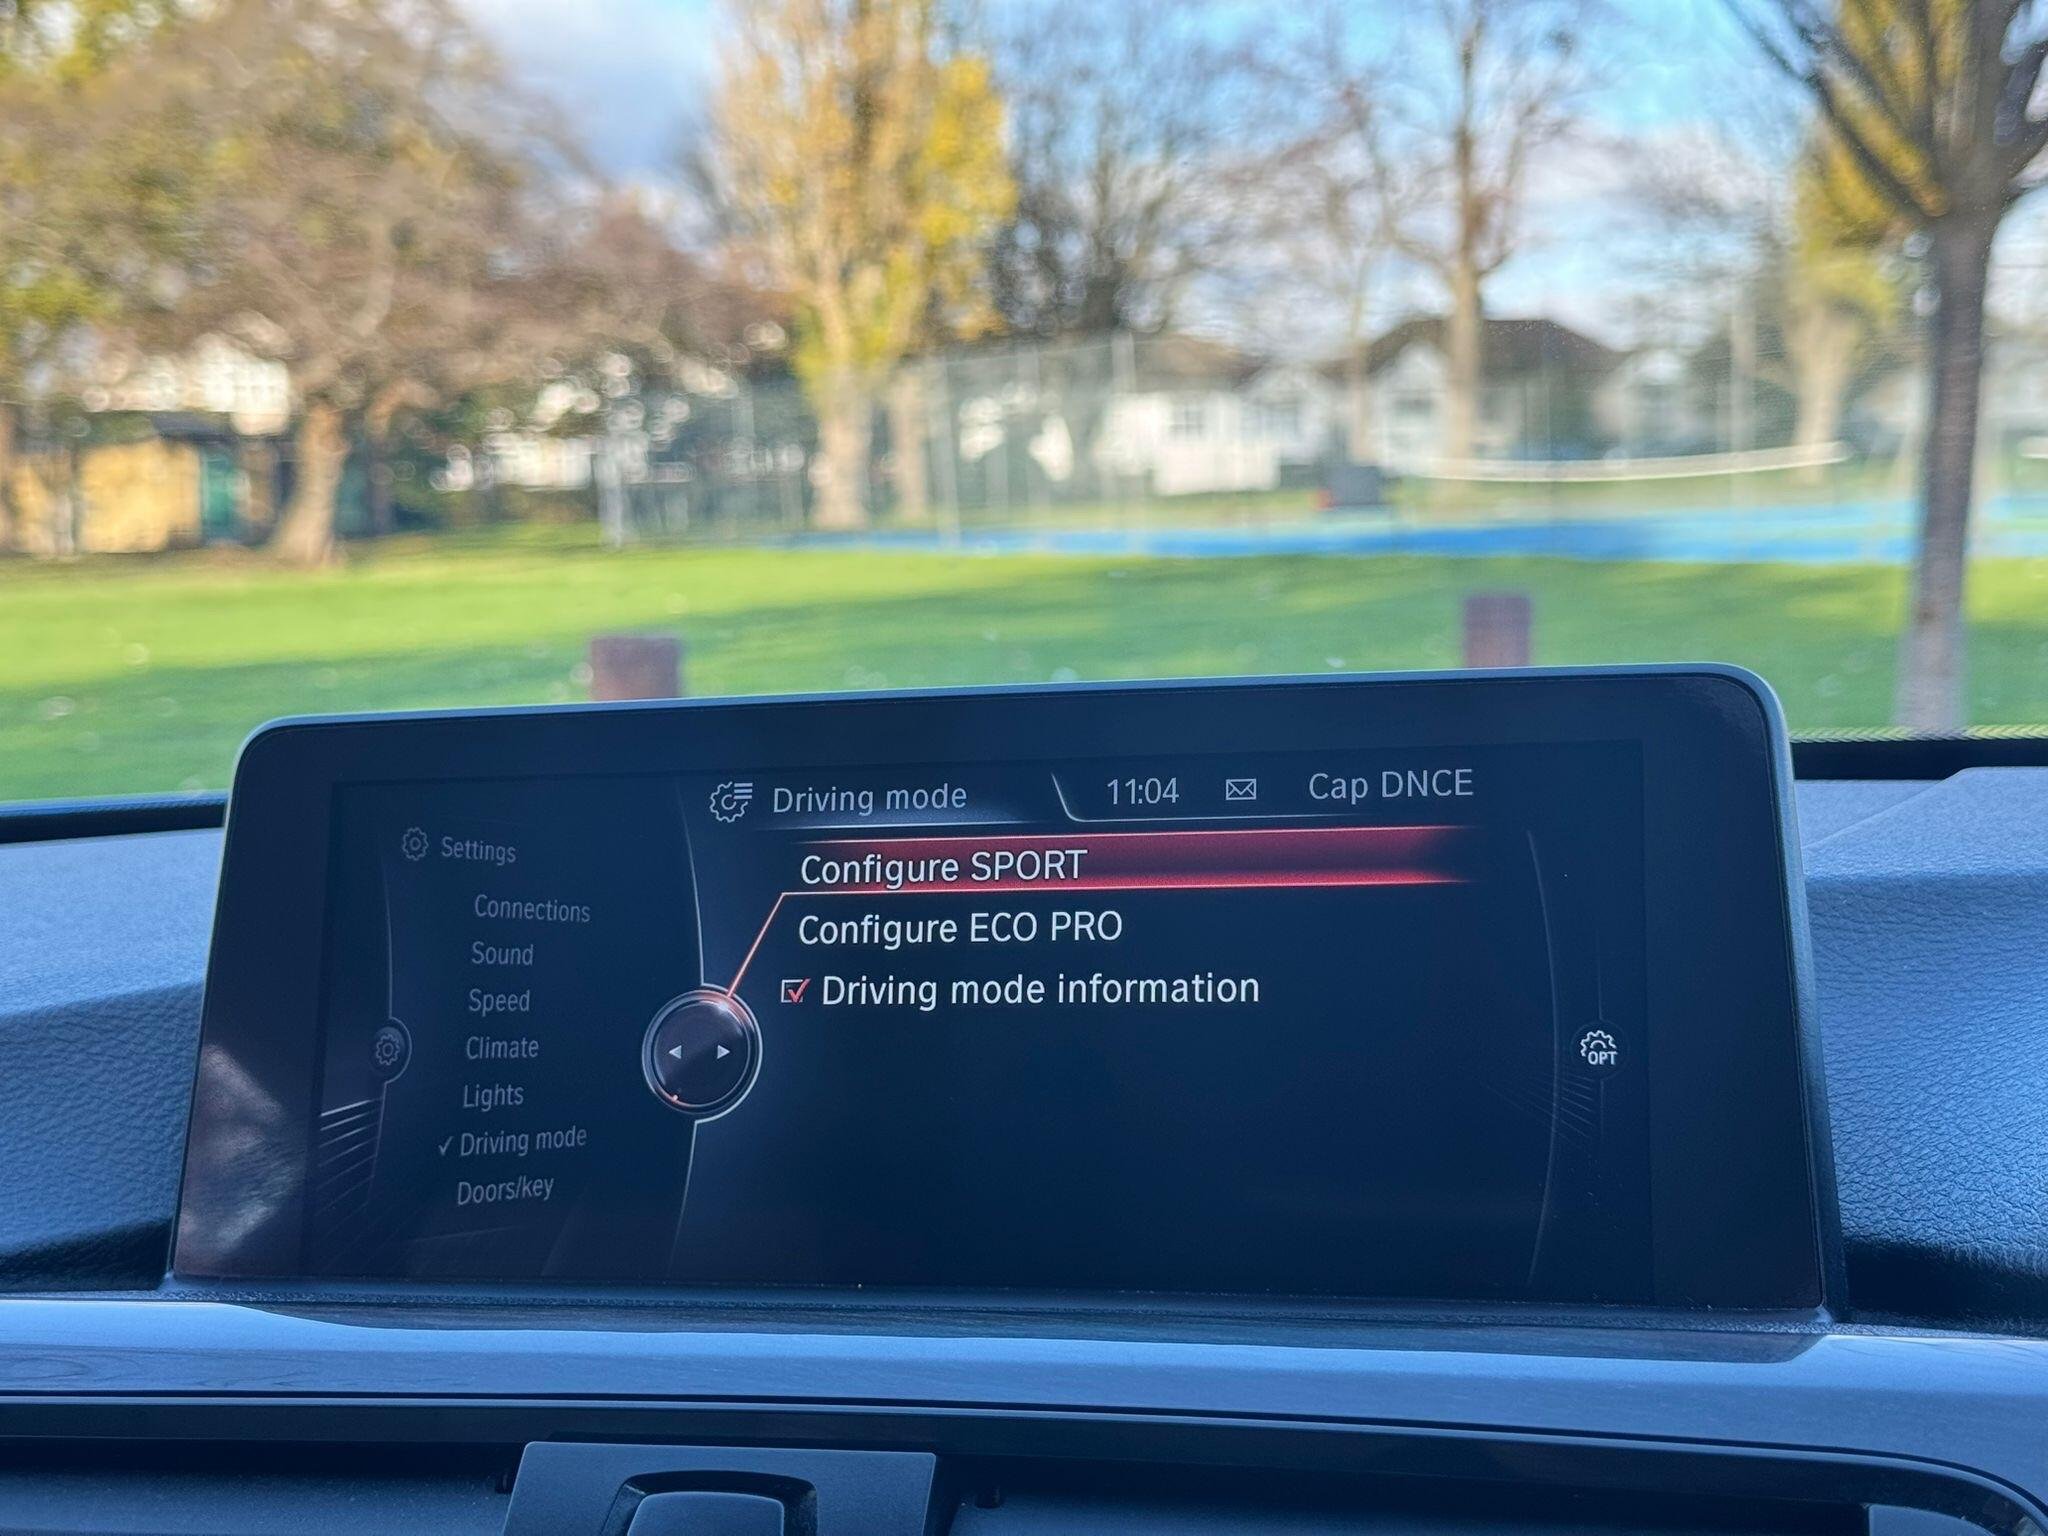 Driving mode 11:04 Cap DNCE
Settings
Connections
Sound
Speed
Climate
Lights
✓ Driving mode
Doors/key
Configure SPORT
Configure ECO PRO
Driving mode information
OPT